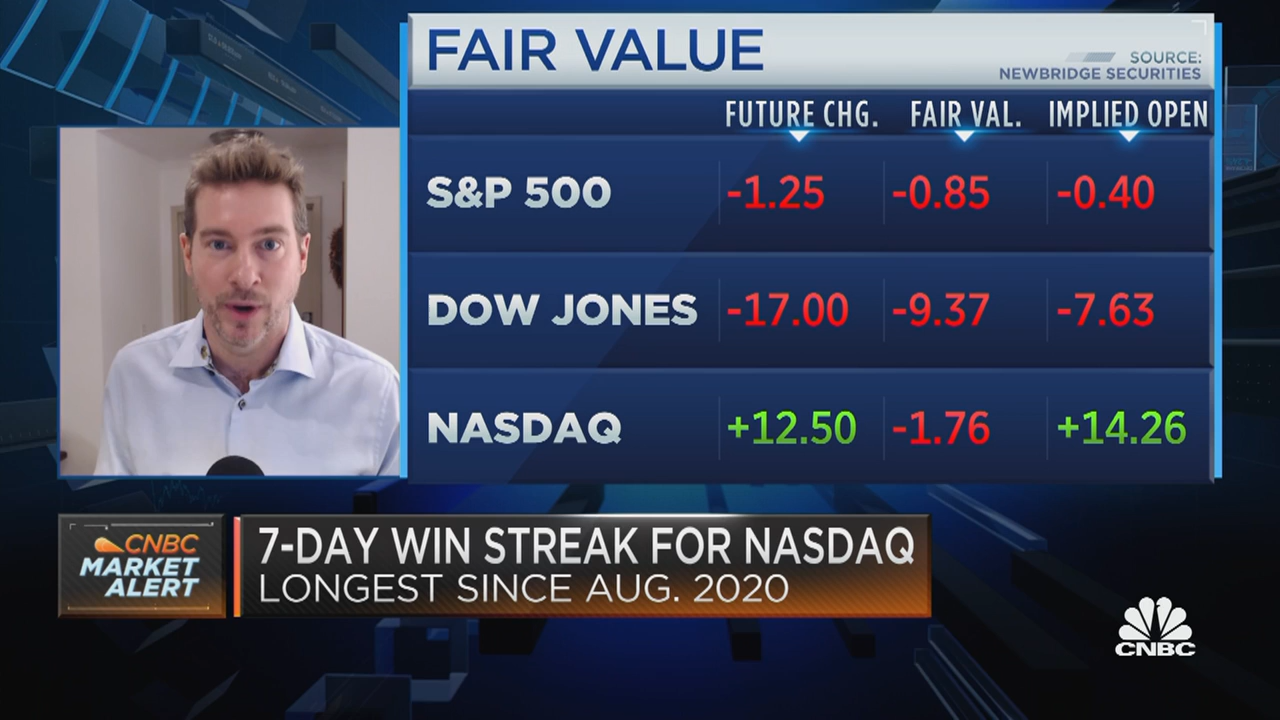 FAIR VALUE
SOURCE:
NEWBRIDGE SECURITIES
FUTURE CHG. FAIR VAL. IMPLIED OPEN
S&P 500 -1.25 -0.85 -0.40
DOW JONES -17.00 -9.37 -7.63
NASDAQ +12.50 -1.76 +14.26
CNBC
MARKET
ALERT
7-DAY WIN STREAK FOR NASDAQ
LONGEST SINCE AUG. 2020
CNBC